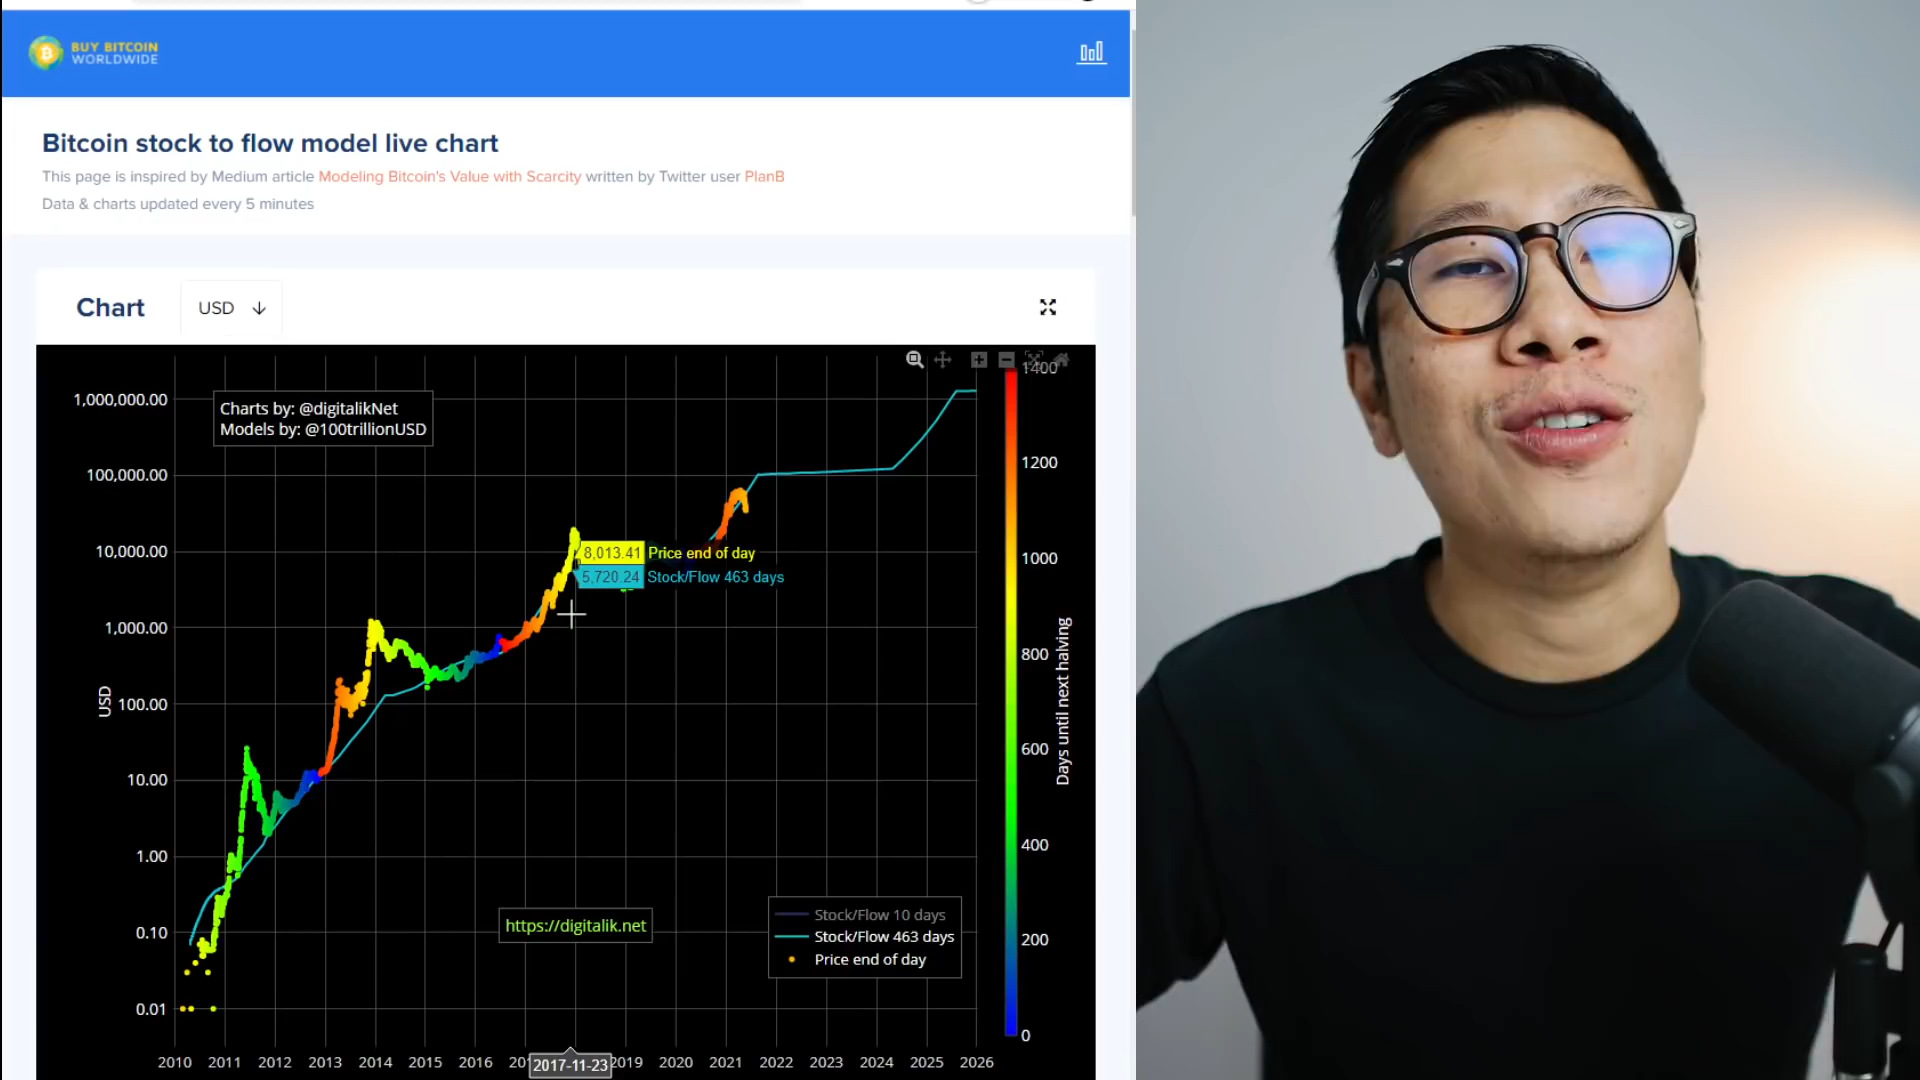 BUY BITCOIN
WORLDWIDE
Bitcoin stock to flow model live chart
This page is inspired by Medium article Modeling Bitcoin's Value with Scarcity written by Twitter user PlanB
Data & charts updated every 5 minutes
Chart
USD
Charts by: @digitalikNet
Models by: @100trillionUSD
1,000,000.00
100,000.00
10,000.00
1,000.00
100.00
10.00
1.00
0.10
0.01
USD
8,013.41 Price end of day
5,720.24 Stock/Flow 463 days
https://digitalik.net
Stock/Flow 10 days
Stock/Flow 463 days
Price end of day
2010 2011 2012 2013 2014 2015 2016 2017-11-23 2019 2020 2021 2022 2023 2024 2025 2026
1400
1200
1000
800
600
400
200
0
Days until next halving